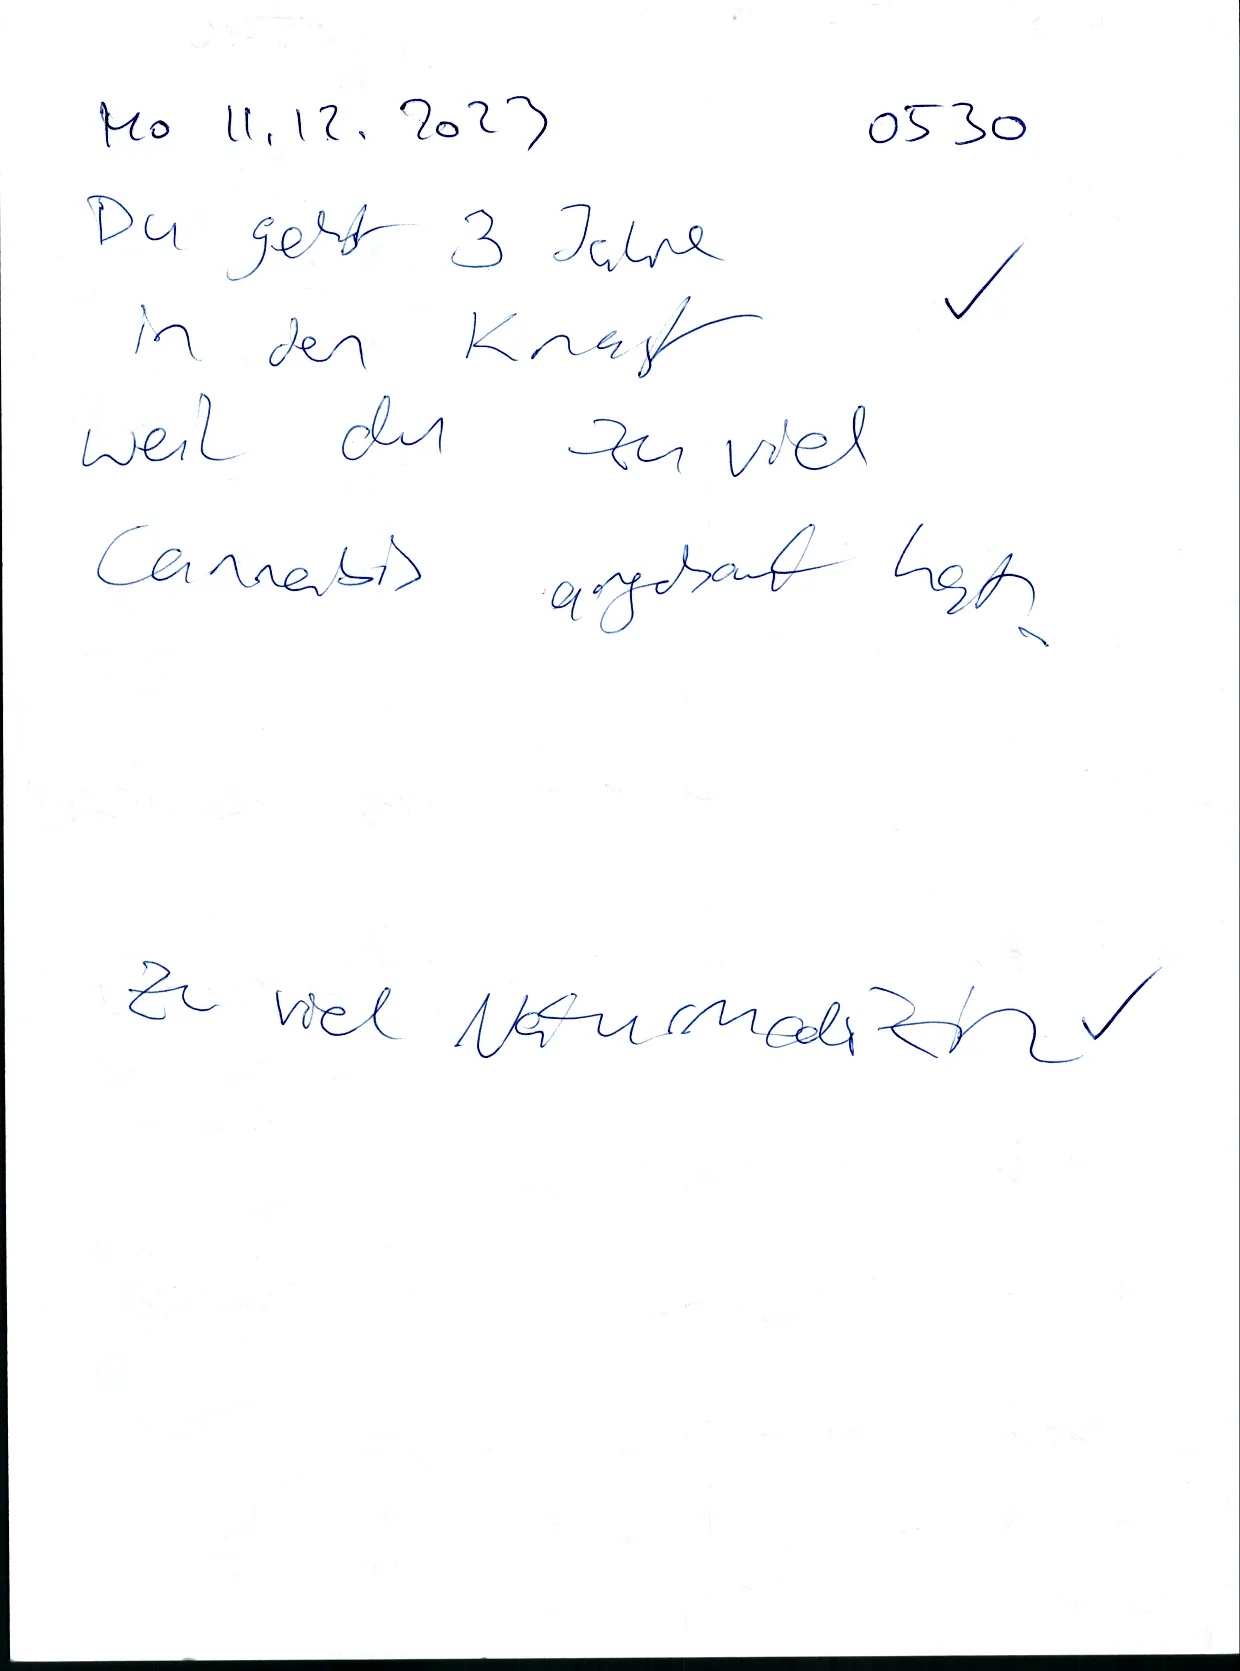 Mo 11.12.2023 0530
Du gehst 3 Jahre
in den Knast ✓
weil du zu viel
Cannabis angebaut hast?
Zu viel Naturmedizin ✓